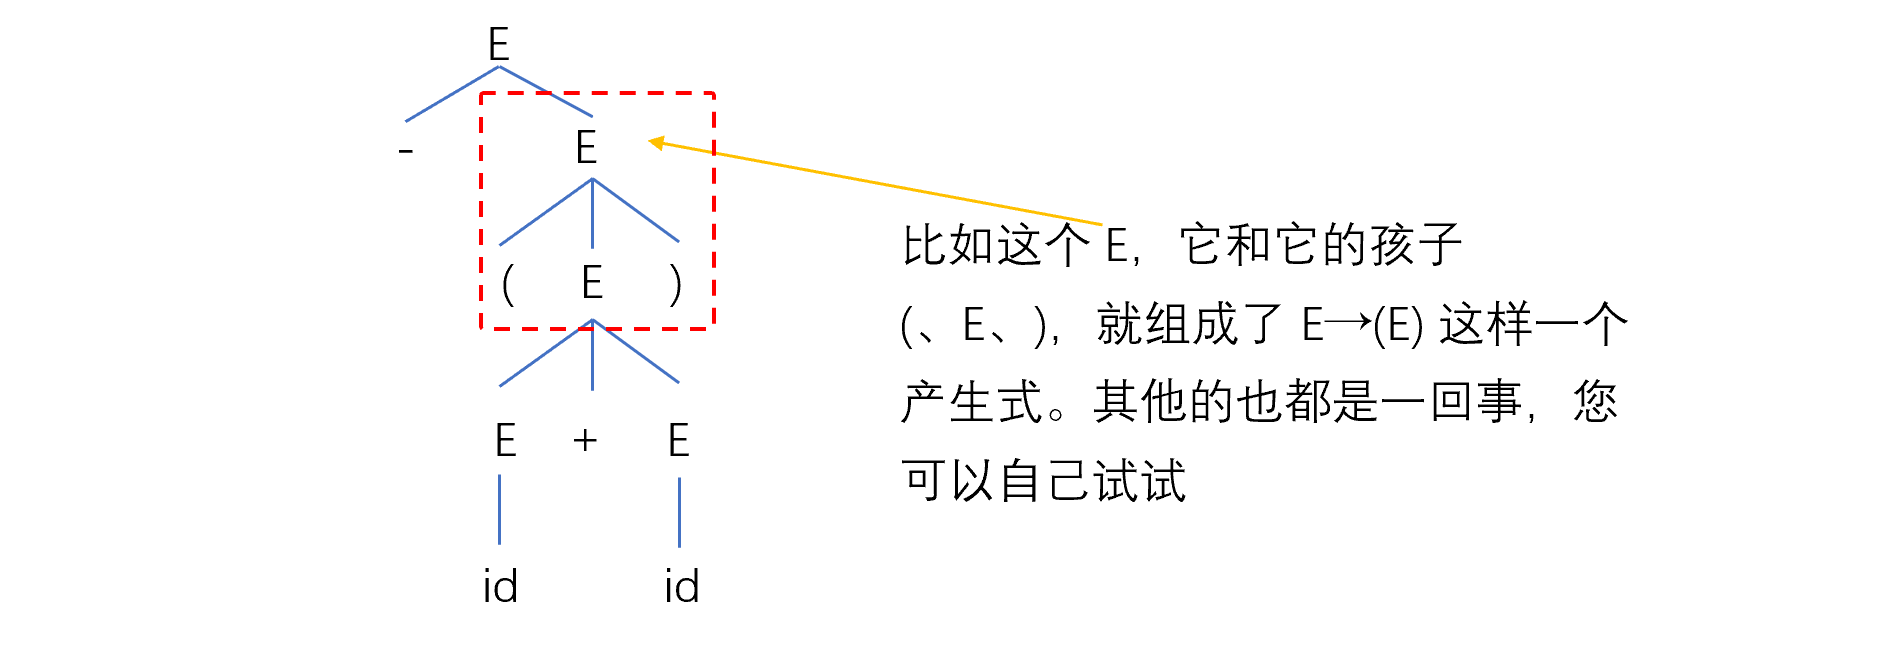 E
- E
( E )
E + E
id id
比如这个 E，它和它的孩子
(、E、)，就组成了 E→(E) 这样一个
产生式。其他的也都是一回事，您
可以自己试试